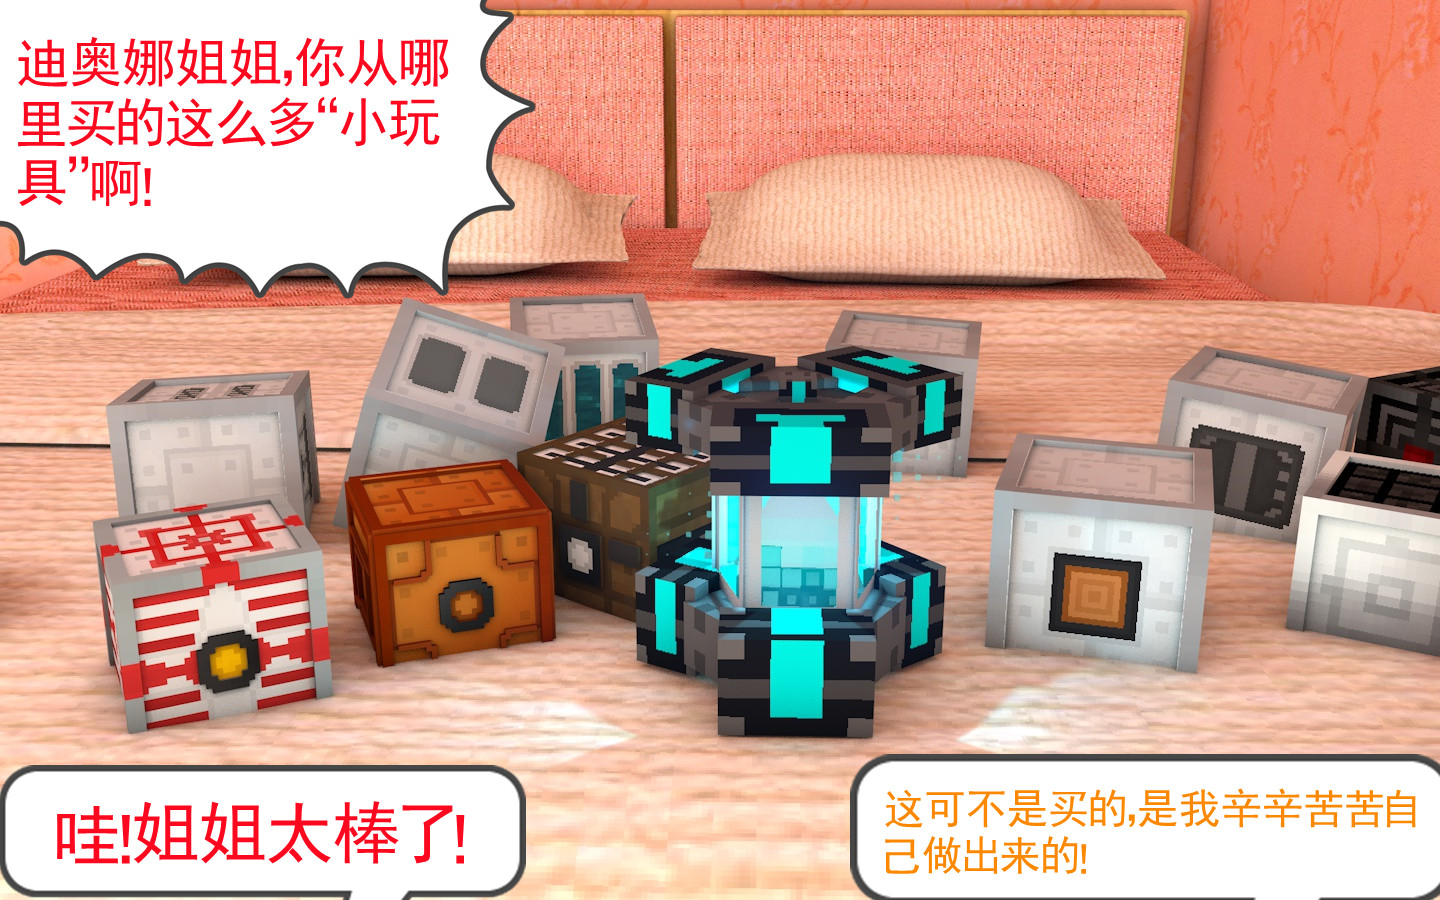 迪奥娜姐姐,你从哪
里买的这么多“小玩
具”啊!
哇!姐姐太棒了!
这可不是买的,是我辛辛苦苦自
己做出来的!